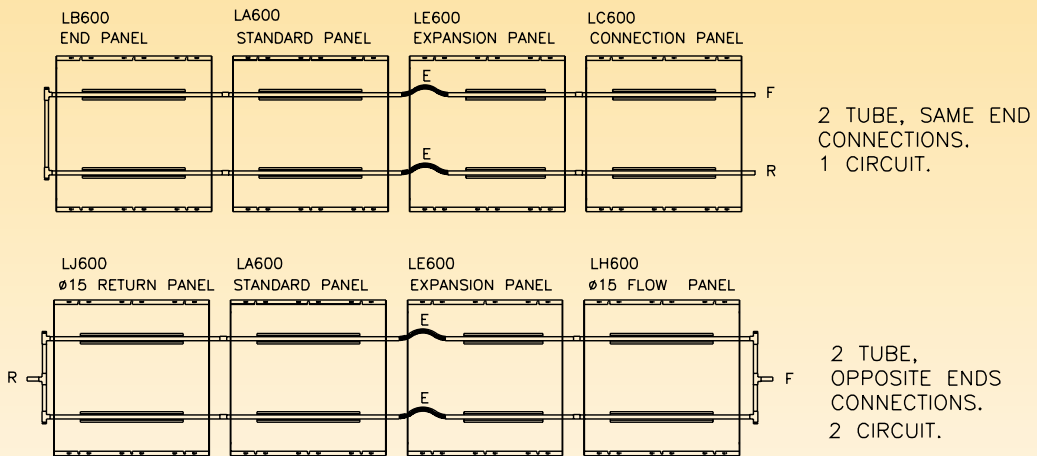 LB600
END PANEL
LA600
STANDARD PANEL
LE600
EXPANSION PANEL
LC600
CONNECTION PANEL
E
F
E
R
2 TUBE, SAME END
CONNECTIONS.
1 CIRCUIT.
LJ600
ø15 RETURN PANEL
LA600
STANDARD PANEL
LE600
EXPANSION PANEL
LH600
ø15 FLOW PANEL
E
R
F
E
2 TUBE,
OPPOSITE ENDS
CONNECTIONS.
2 CIRCUIT.